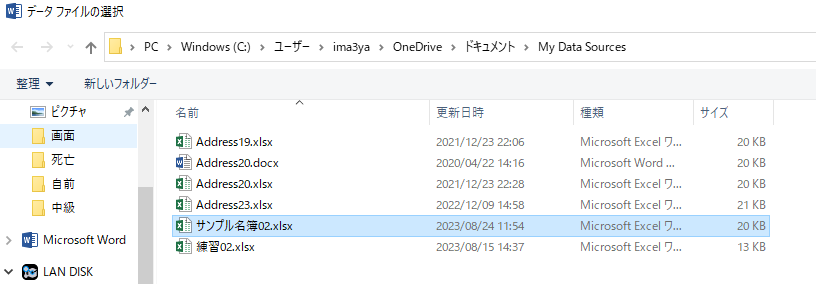 データ ファイルの選択
PC > Windows (C:) > ユーザー > ima3ya > OneDrive > ドキュメント > My Data Sources
整理 新しいフォルダー
ピクチャ
画面
死亡
自前
中級
Microsoft Word
LAN DISK
名前 更新日時 種類 サイズ
Address19.xlsx 2021/12/23 22:06 Microsoft Excel ワ... 20 KB
Address20.docx 2020/04/22 14:16 Microsoft Word ... 20 KB
Address20.xlsx 2021/12/23 22:28 Microsoft Excel ワ... 20 KB
Address23.xlsx 2022/12/09 14:58 Microsoft Excel ワ... 21 KB
サンプル名簿02.xlsx 2023/08/24 11:54 Microsoft Excel ワ... 20 KB
練習02.xlsx 2023/08/15 14:37 Microsoft Excel ワ... 13 KB